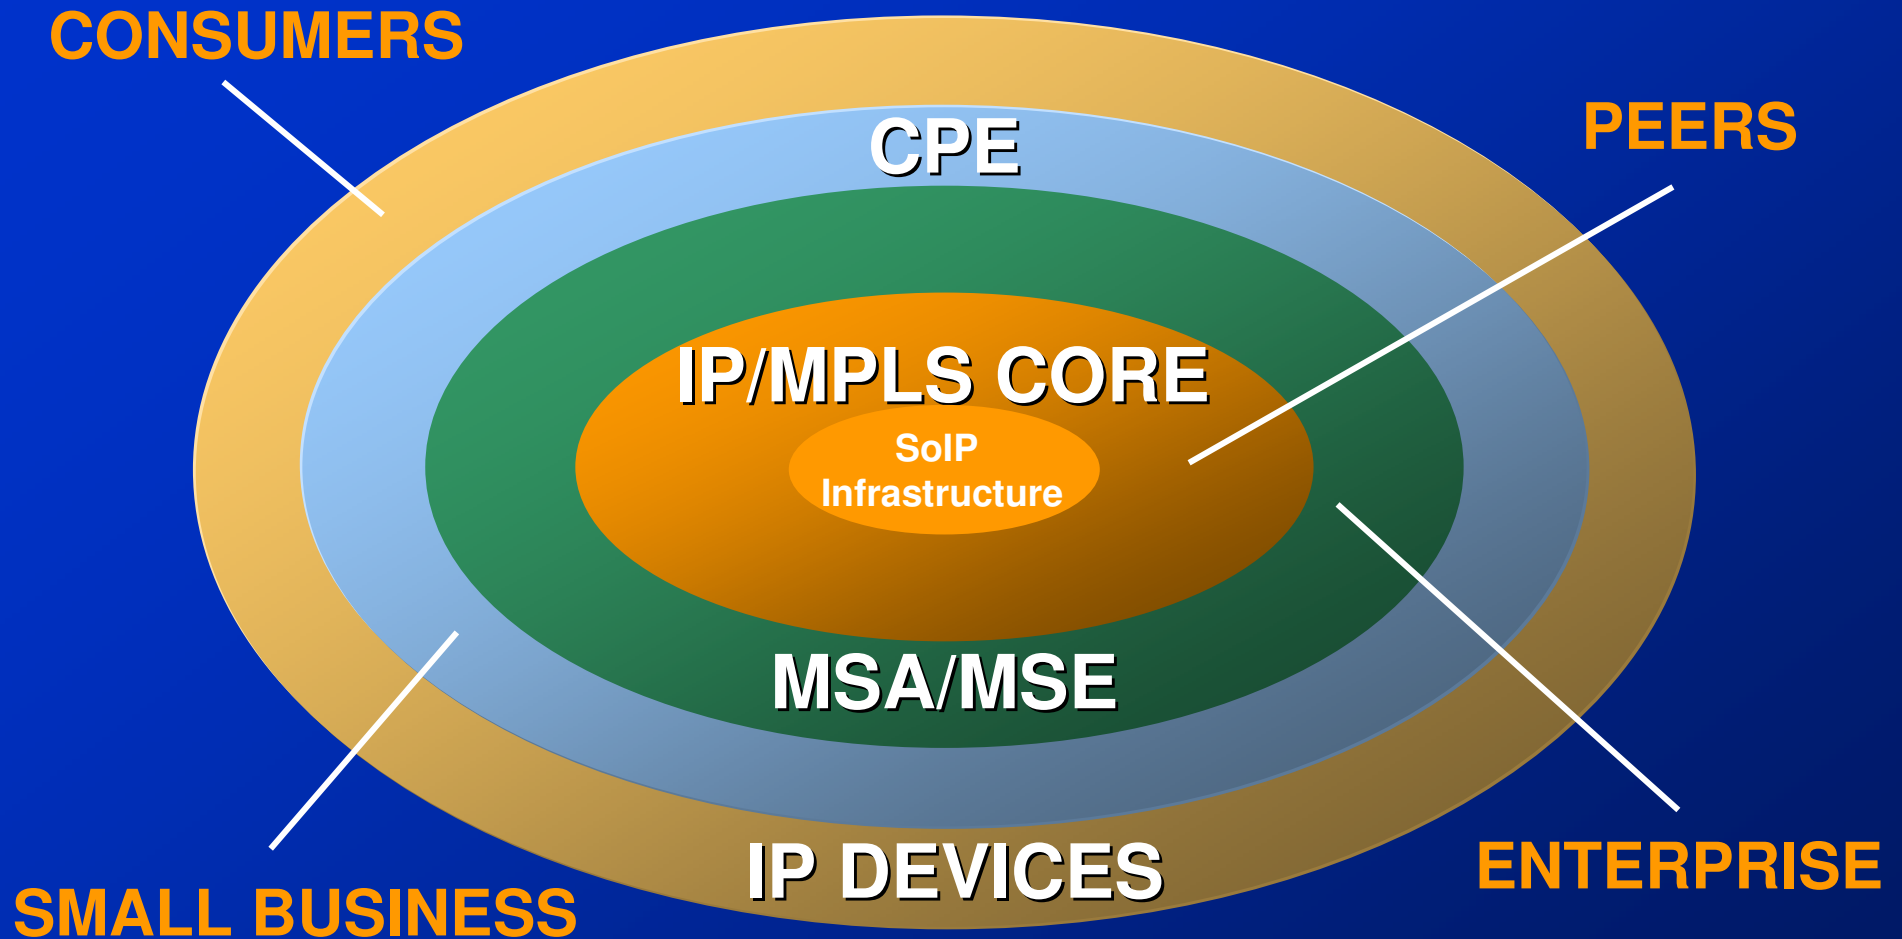 CONSUMERS
PEERS
CPE
IP/MPLS CORE
SoIP
Infrastructure
MSA/MSE
IP DEVICES
ENTERPRISE
SMALL BUSINESS